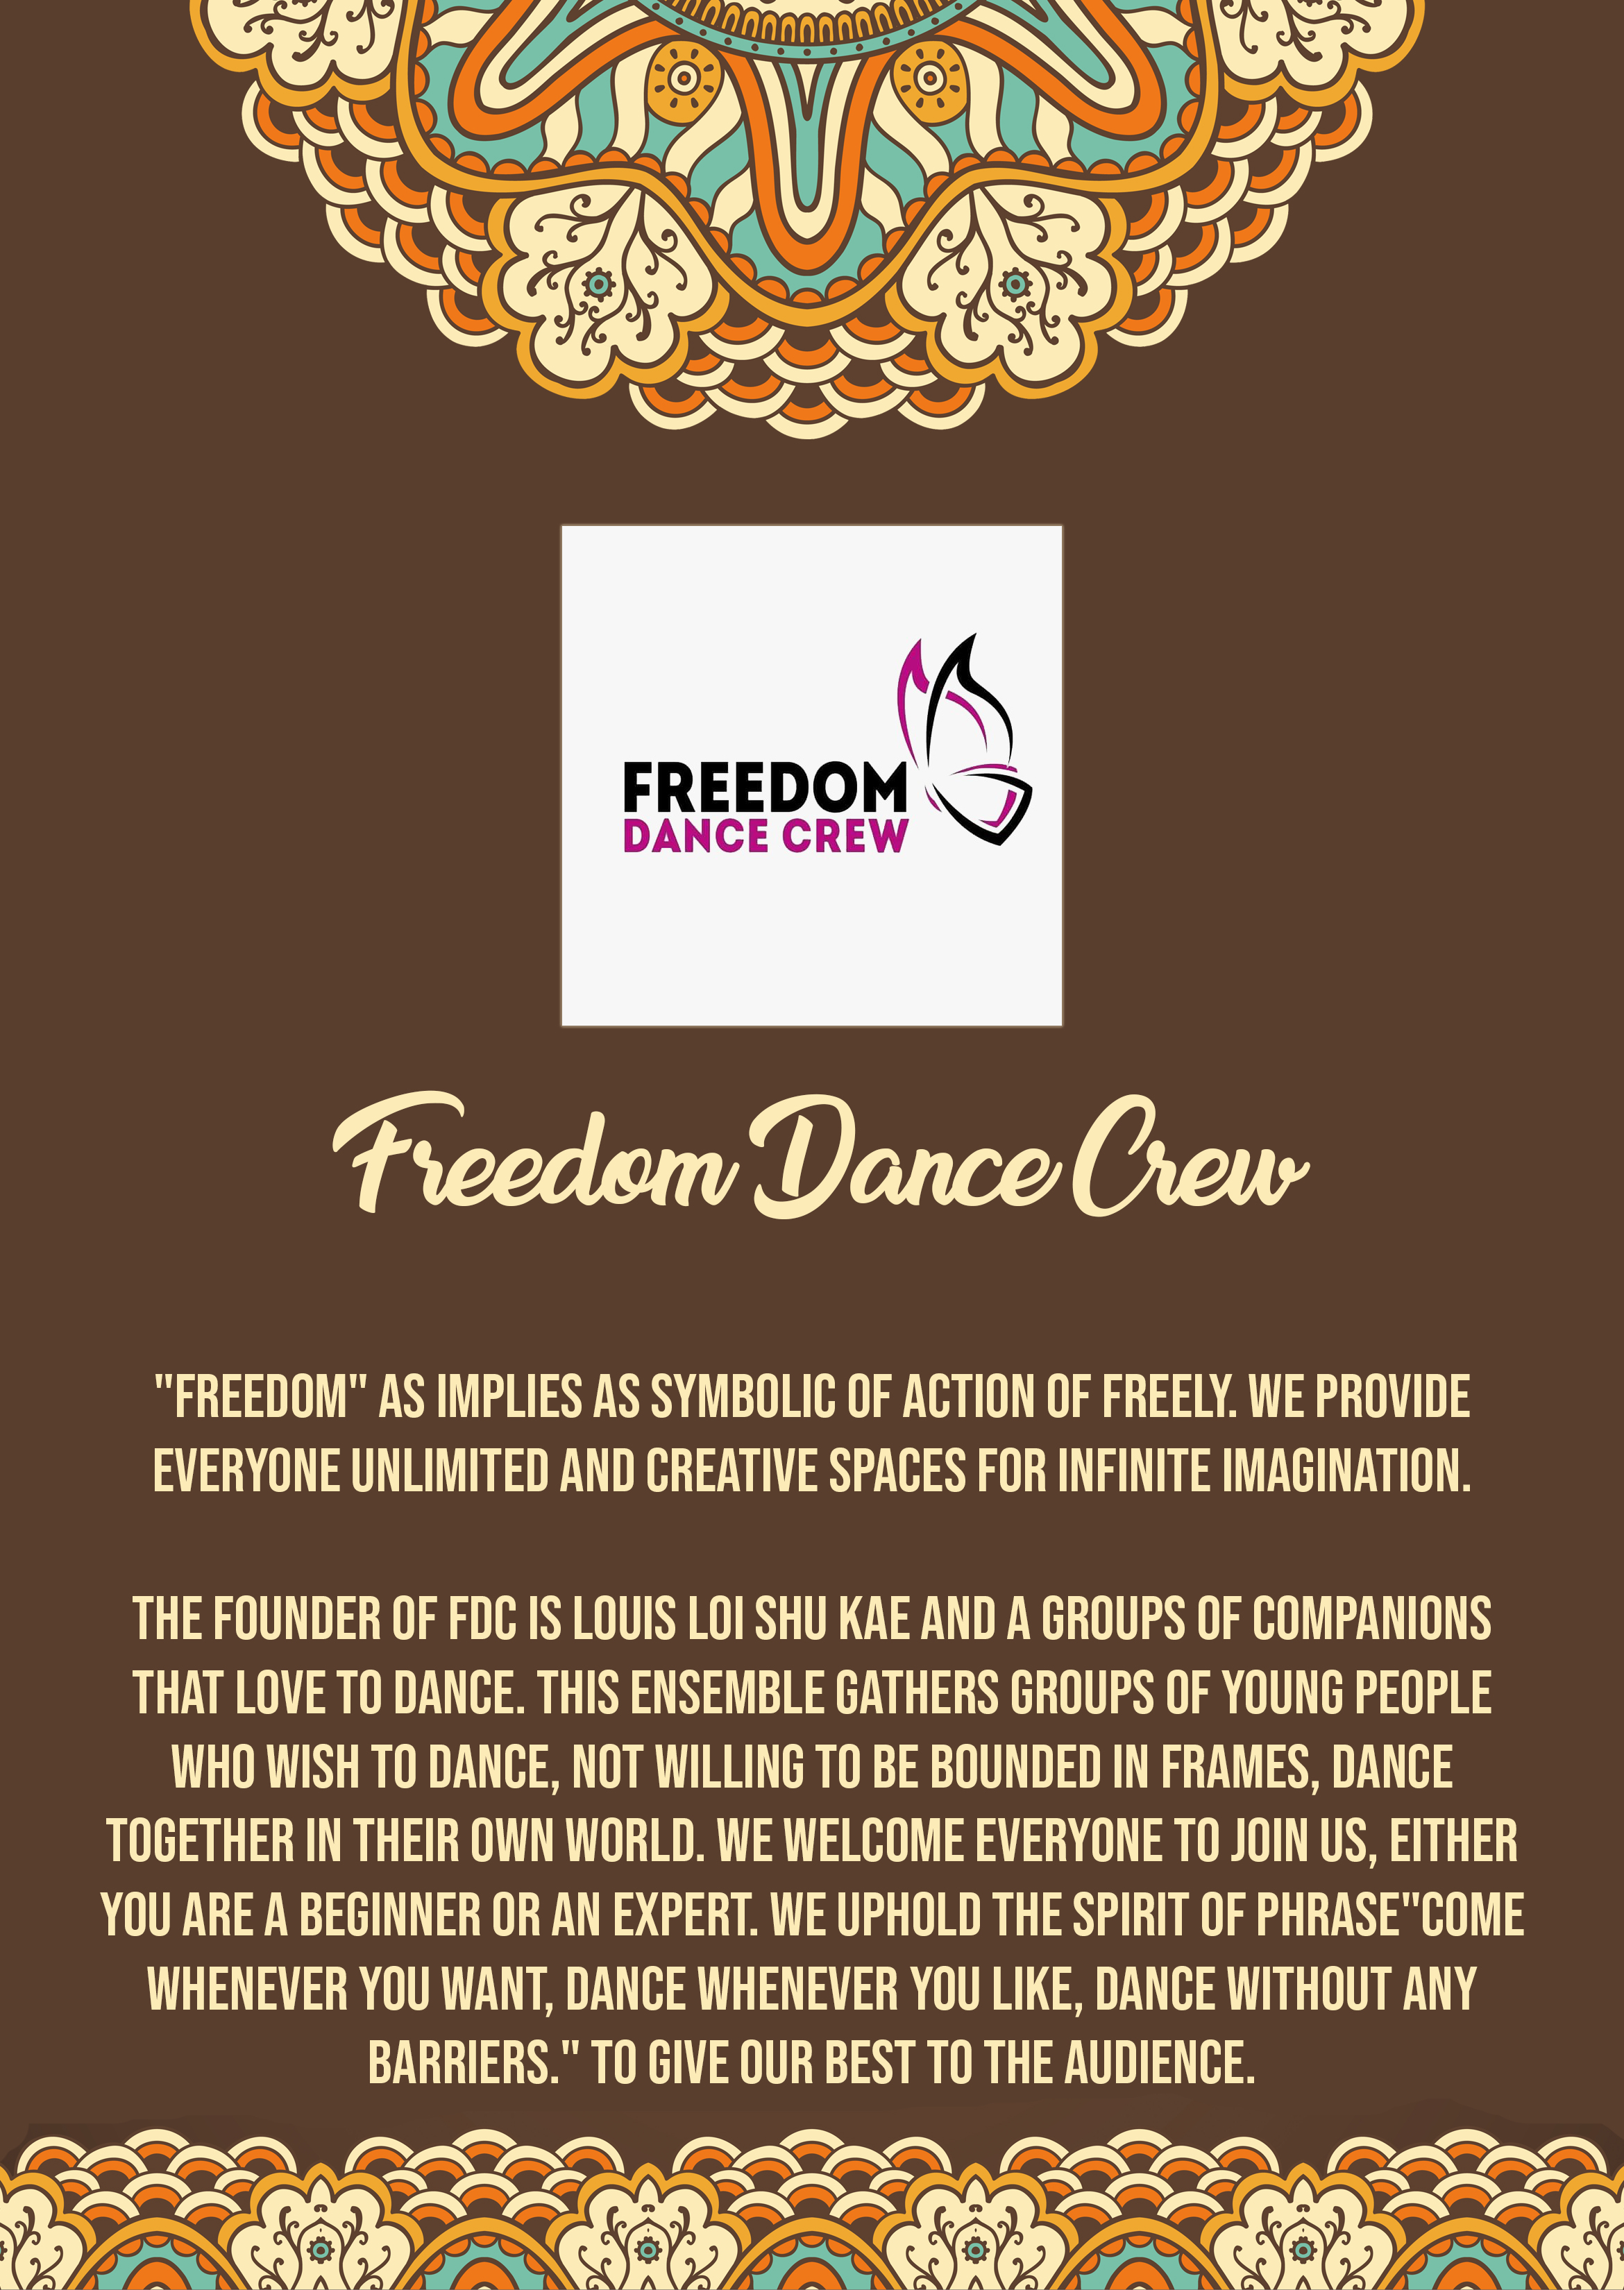 FREEDOM
DANCE CREW
Freedom Dance Crew
"FREEDOM" AS IMPLIES AS SYMBOLIC OF ACTION OF FREELY. WE PROVIDE
EVERYONE UNLIMITED AND CREATIVE SPACES FOR INFINITE IMAGINATION.
THE FOUNDER OF FDC IS LOUIS LOI SHU KAE AND A GROUPS OF COMPANIONS
THAT LOVE TO DANCE. THIS ENSEMBLE GATHERS GROUPS OF YOUNG PEOPLE
WHO WISH TO DANCE, NOT WILLING TO BE BOUNDED IN FRAMES, DANCE
TOGETHER IN THEIR OWN WORLD. WE WELCOME EVERYONE TO JOIN US, EITHER
YOU ARE A BEGINNER OR AN EXPERT. WE UPHOLD THE SPIRIT OF PHRASE"COME
WHENEVER YOU WANT, DANCE WHENEVER YOU LIKE, DANCE WITHOUT ANY
BARRIERS." TO GIVE OUR BEST TO THE AUDIENCE.